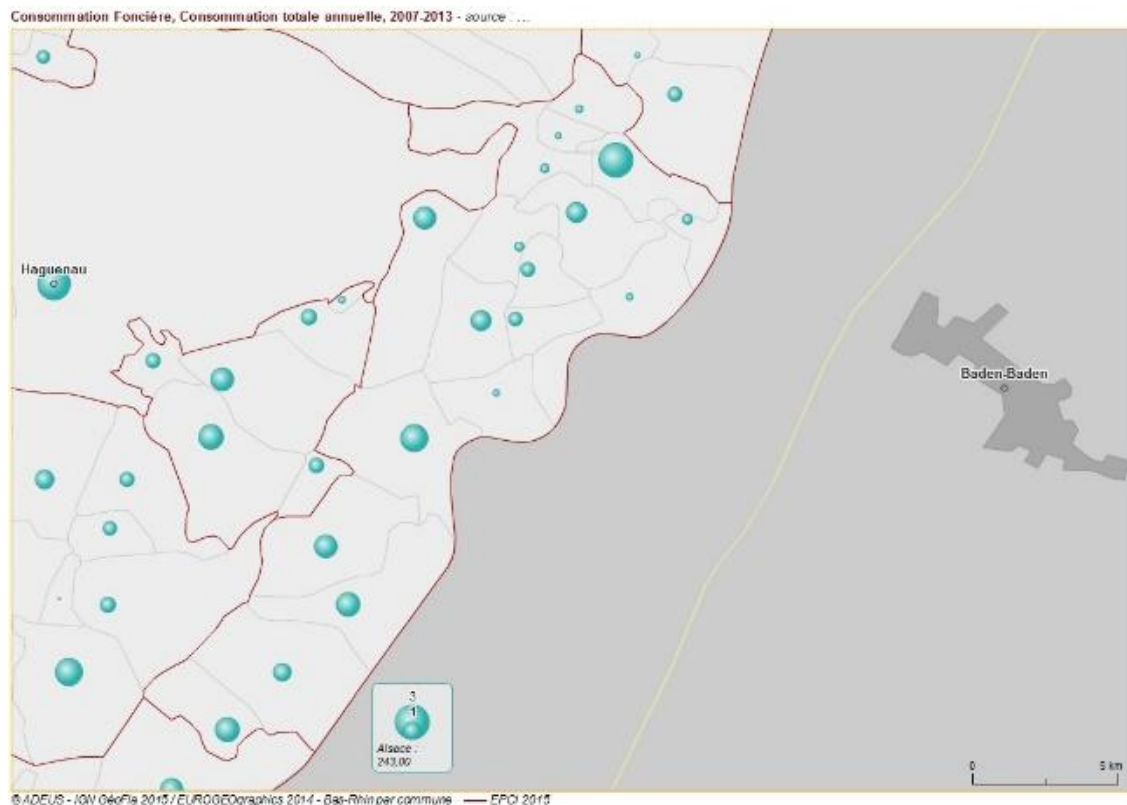 Consommation Foncière, Consommation totale annuelle, 2007-2013 - source : ...
Haguenau
Baden-Baden
3
1
Alsace :
243,00
0 5 km
© ADEUS - IGN GéoFla 2015 / EUROGEOgraphics 2014 - Bas-Rhin par commune — EPCI 2015